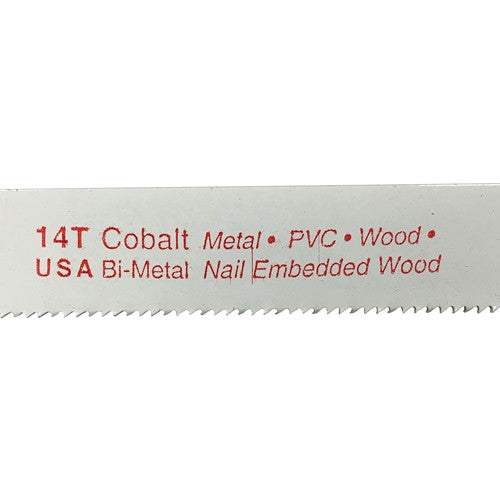 14T Cobalt Metal • PVC • Wood •
USA Bi-Metal Nail Embedded Wood